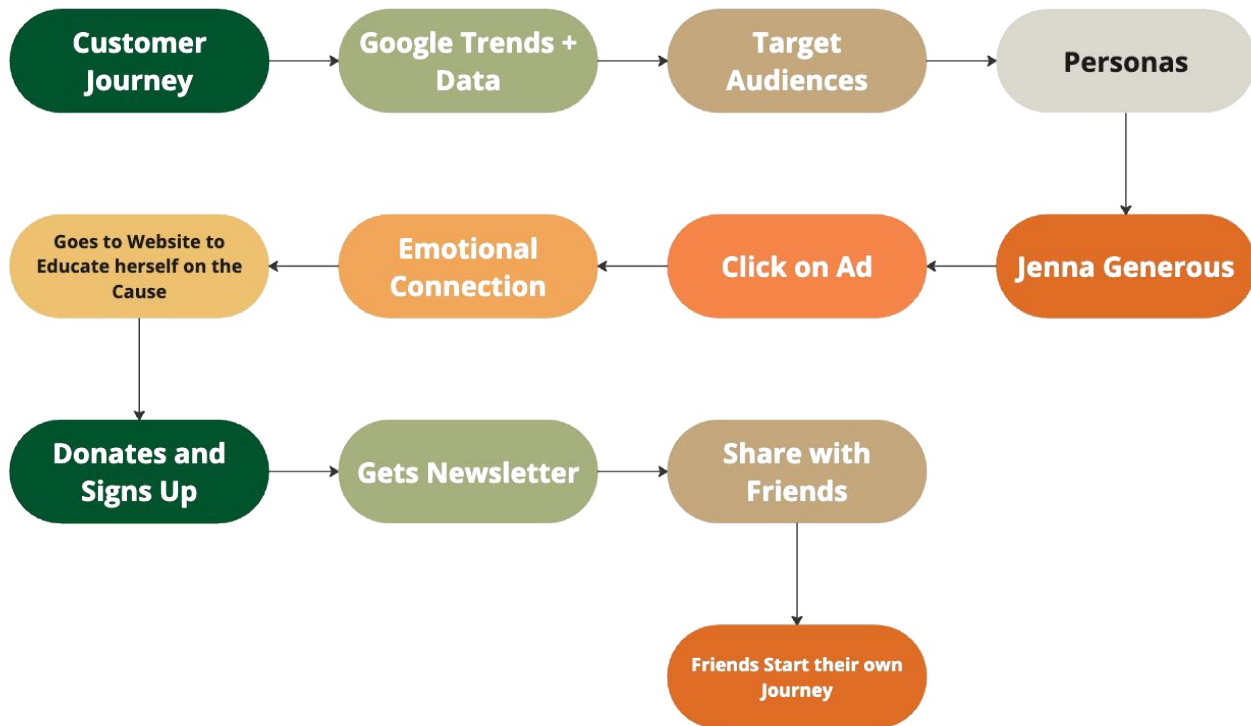 Customer
Journey
Google Trends +
Data
Target
Audiences
Personas
Jenna Generous
Click on Ad
Emotional
Connection
Goes to Website to
Educate herself on the
Cause
Donates and
Signs Up
Gets Newsletter
Share with
Friends
Friends Start their own
Journey